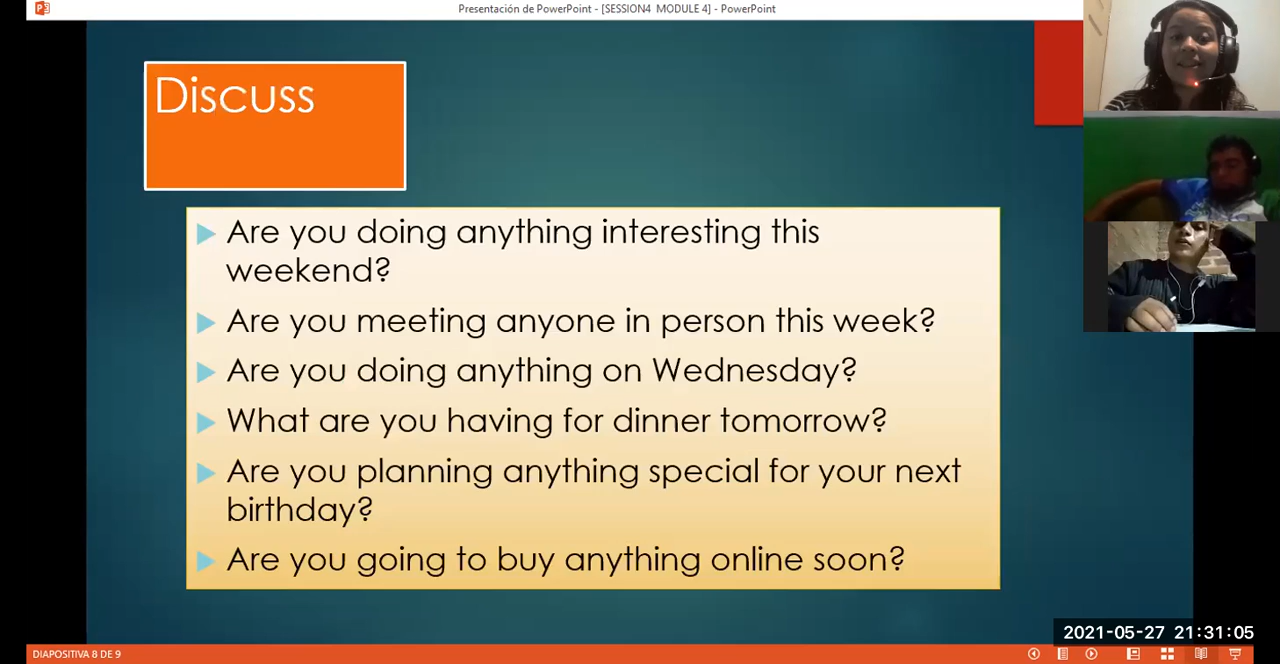 Presentación de PowerPoint - [SESSION4 MODULE 4] - PowerPoint
Discuss
Are you doing anything interesting this
weekend?
Are you meeting anyone in person this week?
Are you doing anything on Wednesday?
What are you having for dinner tomorrow?
Are you planning anything special for your next
birthday?
Are you going to buy anything online soon?
2021-05-27 21:31:05
DIAPOSITIVA 8 DE 9